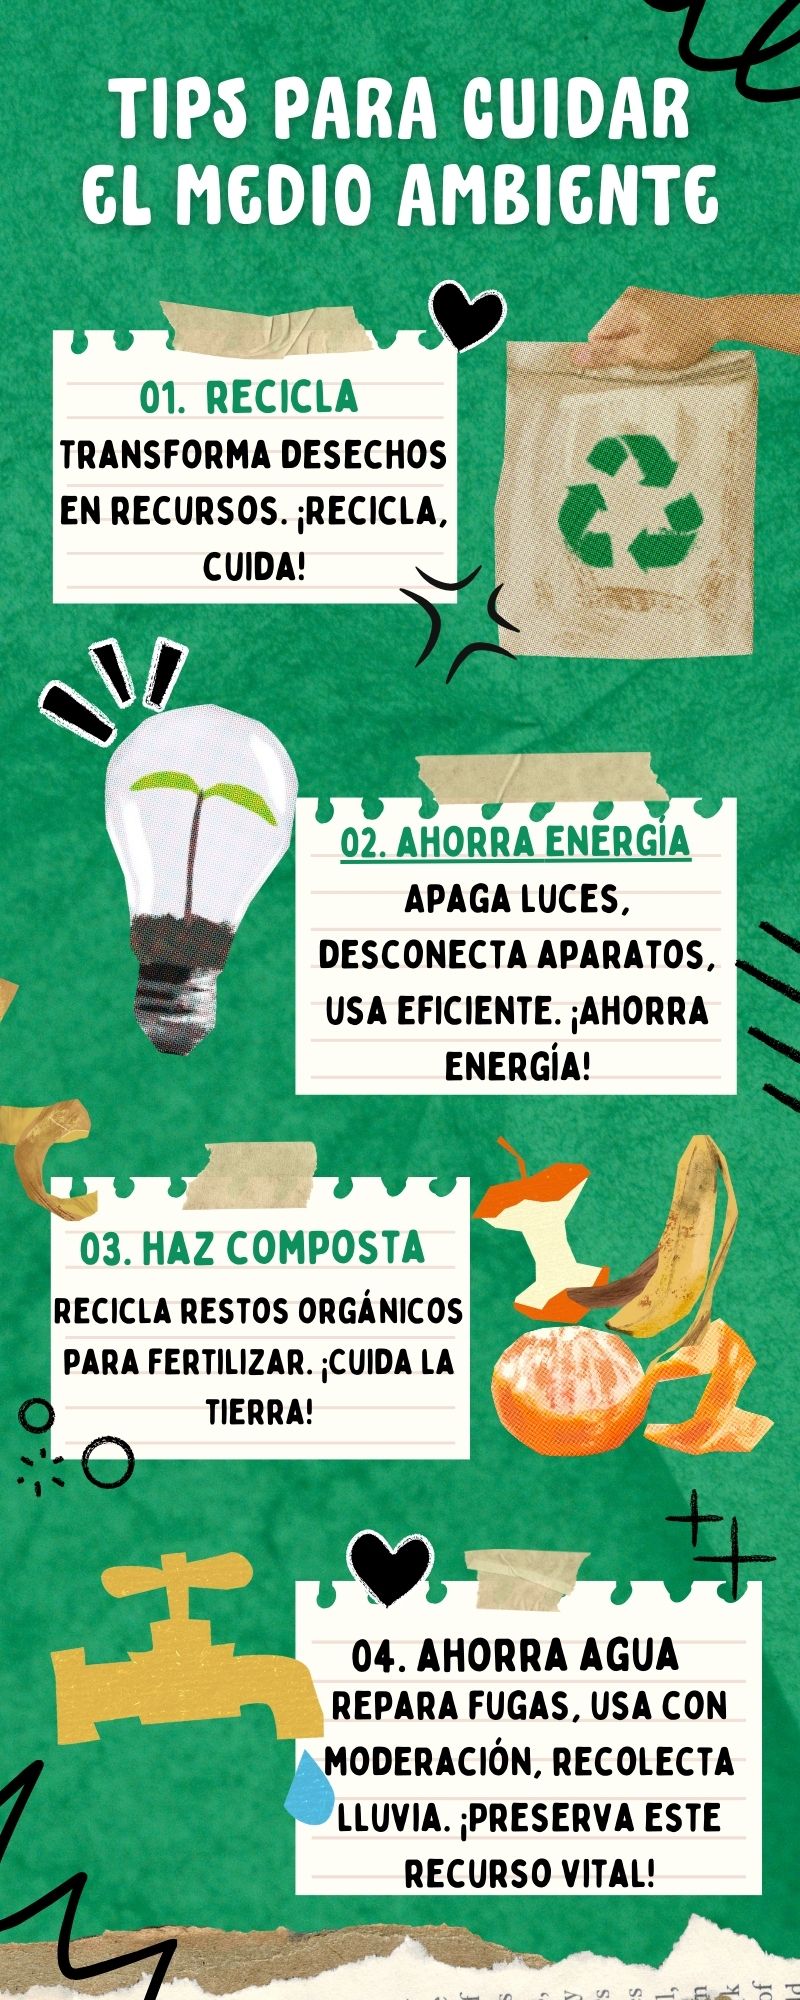 TIPS PARA CUIDAR
EL MEDIO AMBIENTE
01. RECICLA
TRANSFORMA DESECHOS
EN RECURSOS. ¡RECICLA,
CUIDA!
02. AHORRA ENERGÍA
APAGA LUCES,
DESCONECTA APARATOS,
USA EFICIENTE. ¡AHORRA
ENERGÍA!
03. HAZ COMPOSTA
RECICLA RESTOS ORGÁNICOS
PARA FERTILIZAR. ¡CUIDA LA
TIERRA!
04. AHORRA AGUA
REPARA FUGAS, USA CON
MODERACIÓN, RECOLECTA
LLUVIA. ¡PRESERVA ESTE
RECURSO VITAL!